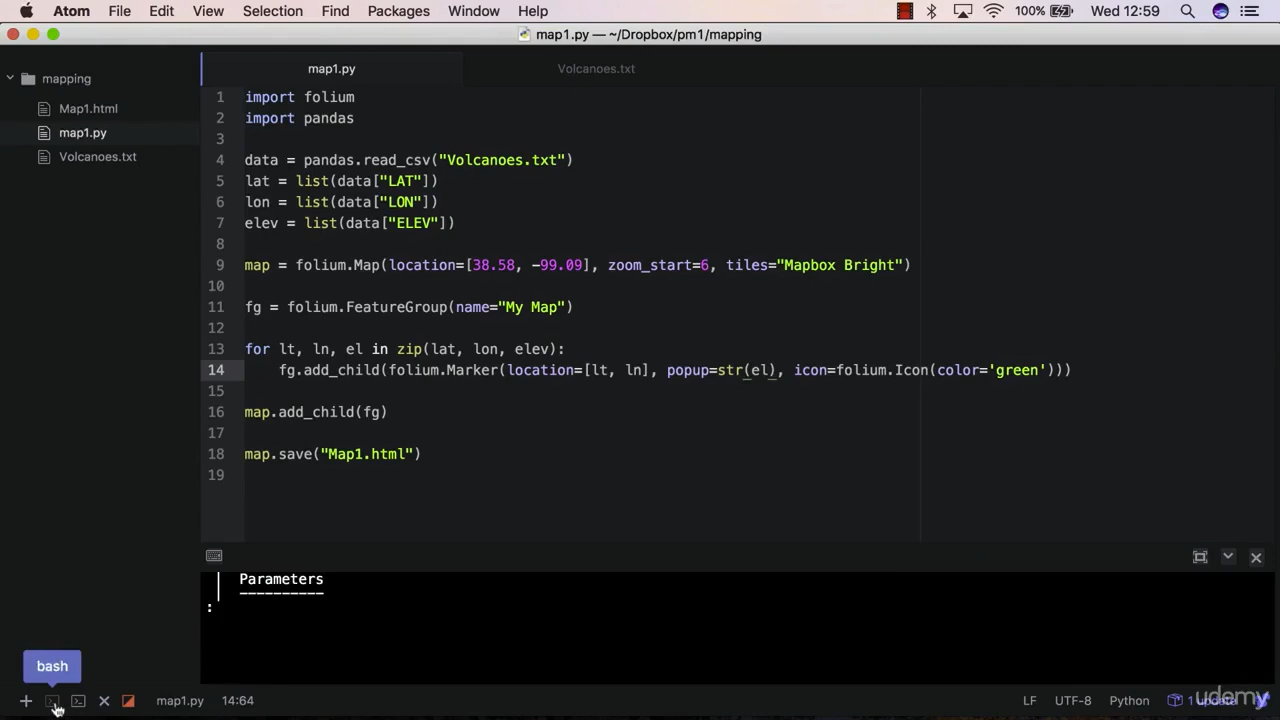 Atom File Edit View Selection Find Packages Window Help 100% Wed 12:59
map1.py — ~/Dropbox/pm1/mapping
mapping
Map1.html
map1.py
Volcanoes.txt
map1.py Volcanoes.txt
1 import folium
2 import pandas
3
4 data = pandas.read_csv("Volcanoes.txt")
5 lat = list(data["LAT"])
6 lon = list(data["LON"])
7 elev = list(data["ELEV"])
8
9 map = folium.Map(location=[38.58, -99.09], zoom_start=6, tiles="Mapbox Bright")
10
11 fg = folium.FeatureGroup(name="My Map")
12
13 for lt, ln, el in zip(lat, lon, elev):
14 fg.add_child(folium.Marker(location=[lt, ln], popup=str(el), icon=folium.Icon(color='green')))
15
16 map.add_child(fg)
17
18 map.save("Map1.html")
19
| Parameters
| ----------
:
bash
map1.py 14:64 LF UTF-8 Python 1 update
udemy